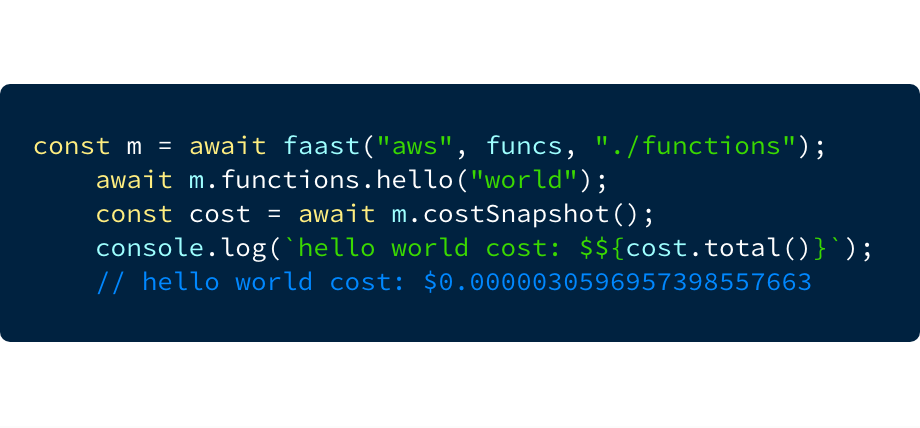 const m = await faast("aws", funcs, "./functions");
await m.functions.hello("world");
const cost = await m.costSnapshot();
console.log(`hello world cost: $${cost.total()}`);
// hello world cost: $0.0000030596957398557663